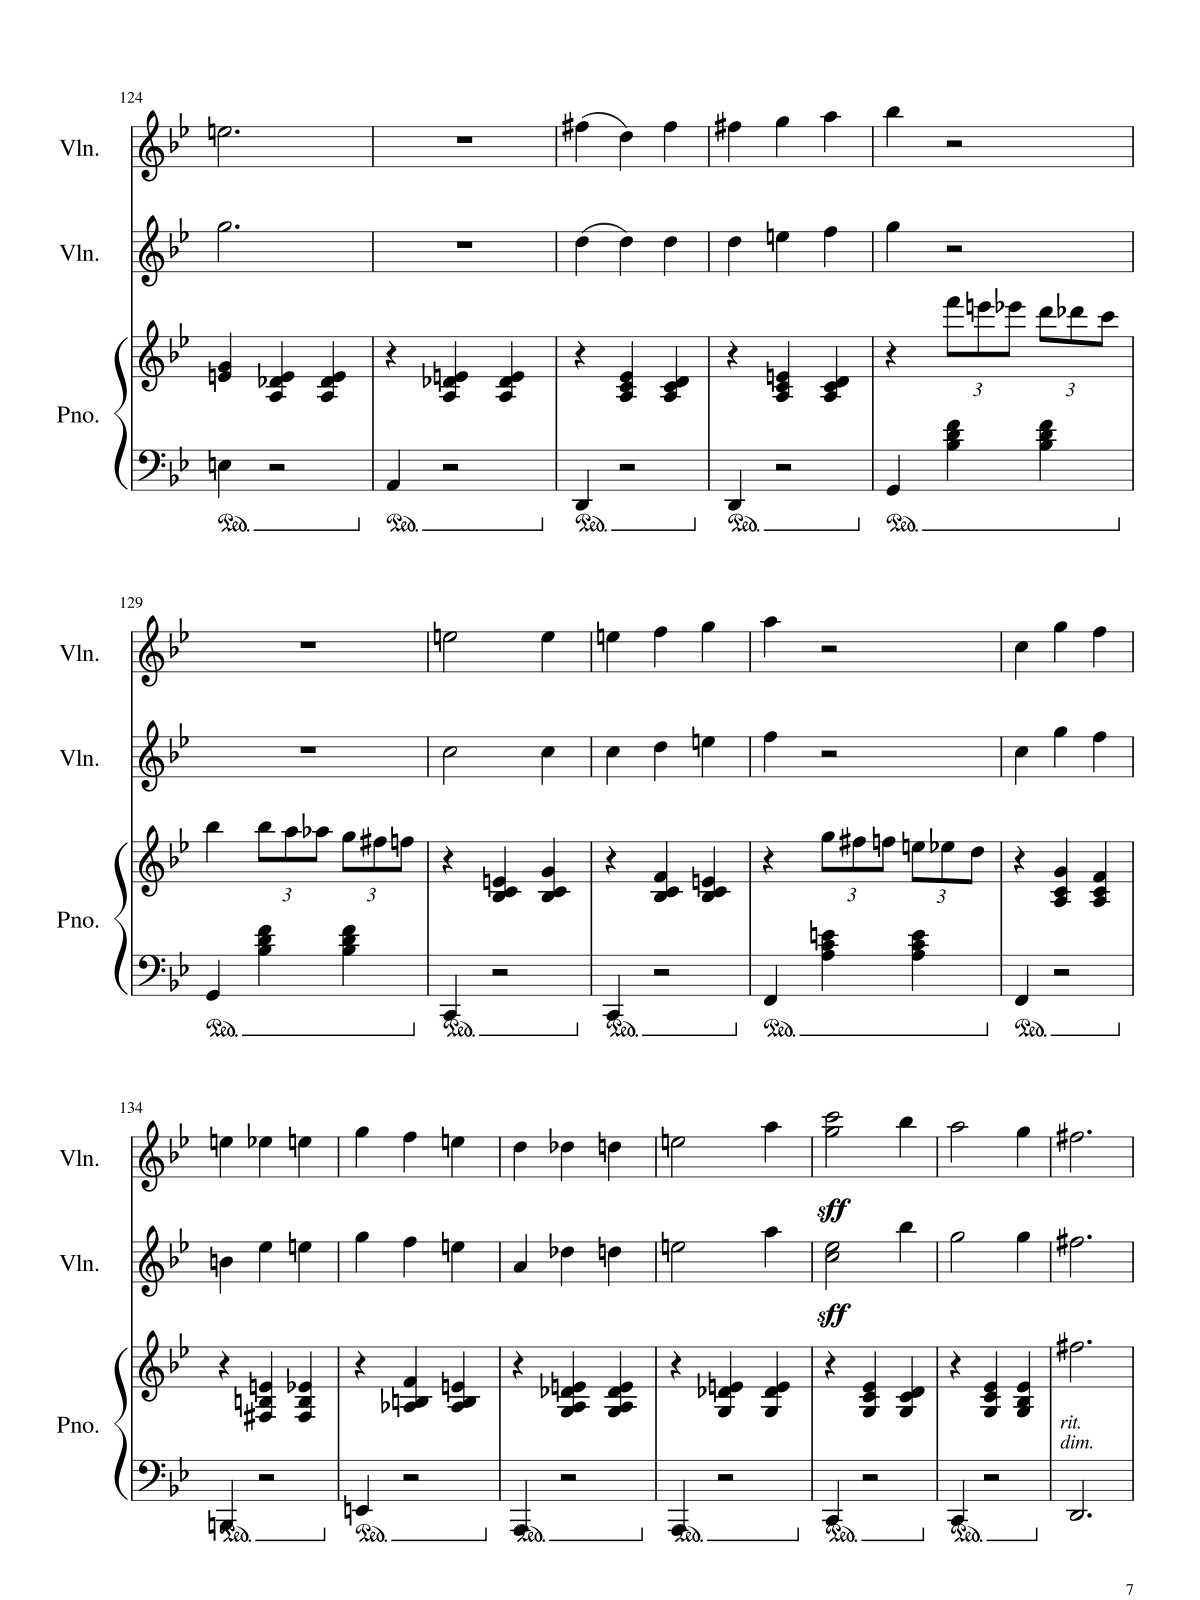 124
Vln.
Vln.
3 3
Pno.
Ped. Ped. Ped. Ped. Ped.
129
Vln.
Vln.
3 3 3 3
Pno.
Ped. Ped. Ped. Ped. Ped.
134
Vln.
sff
Vln.
sff
Pno.
rit.
dim.
Ped. Ped. Ped. Ped. Ped. Ped.
7